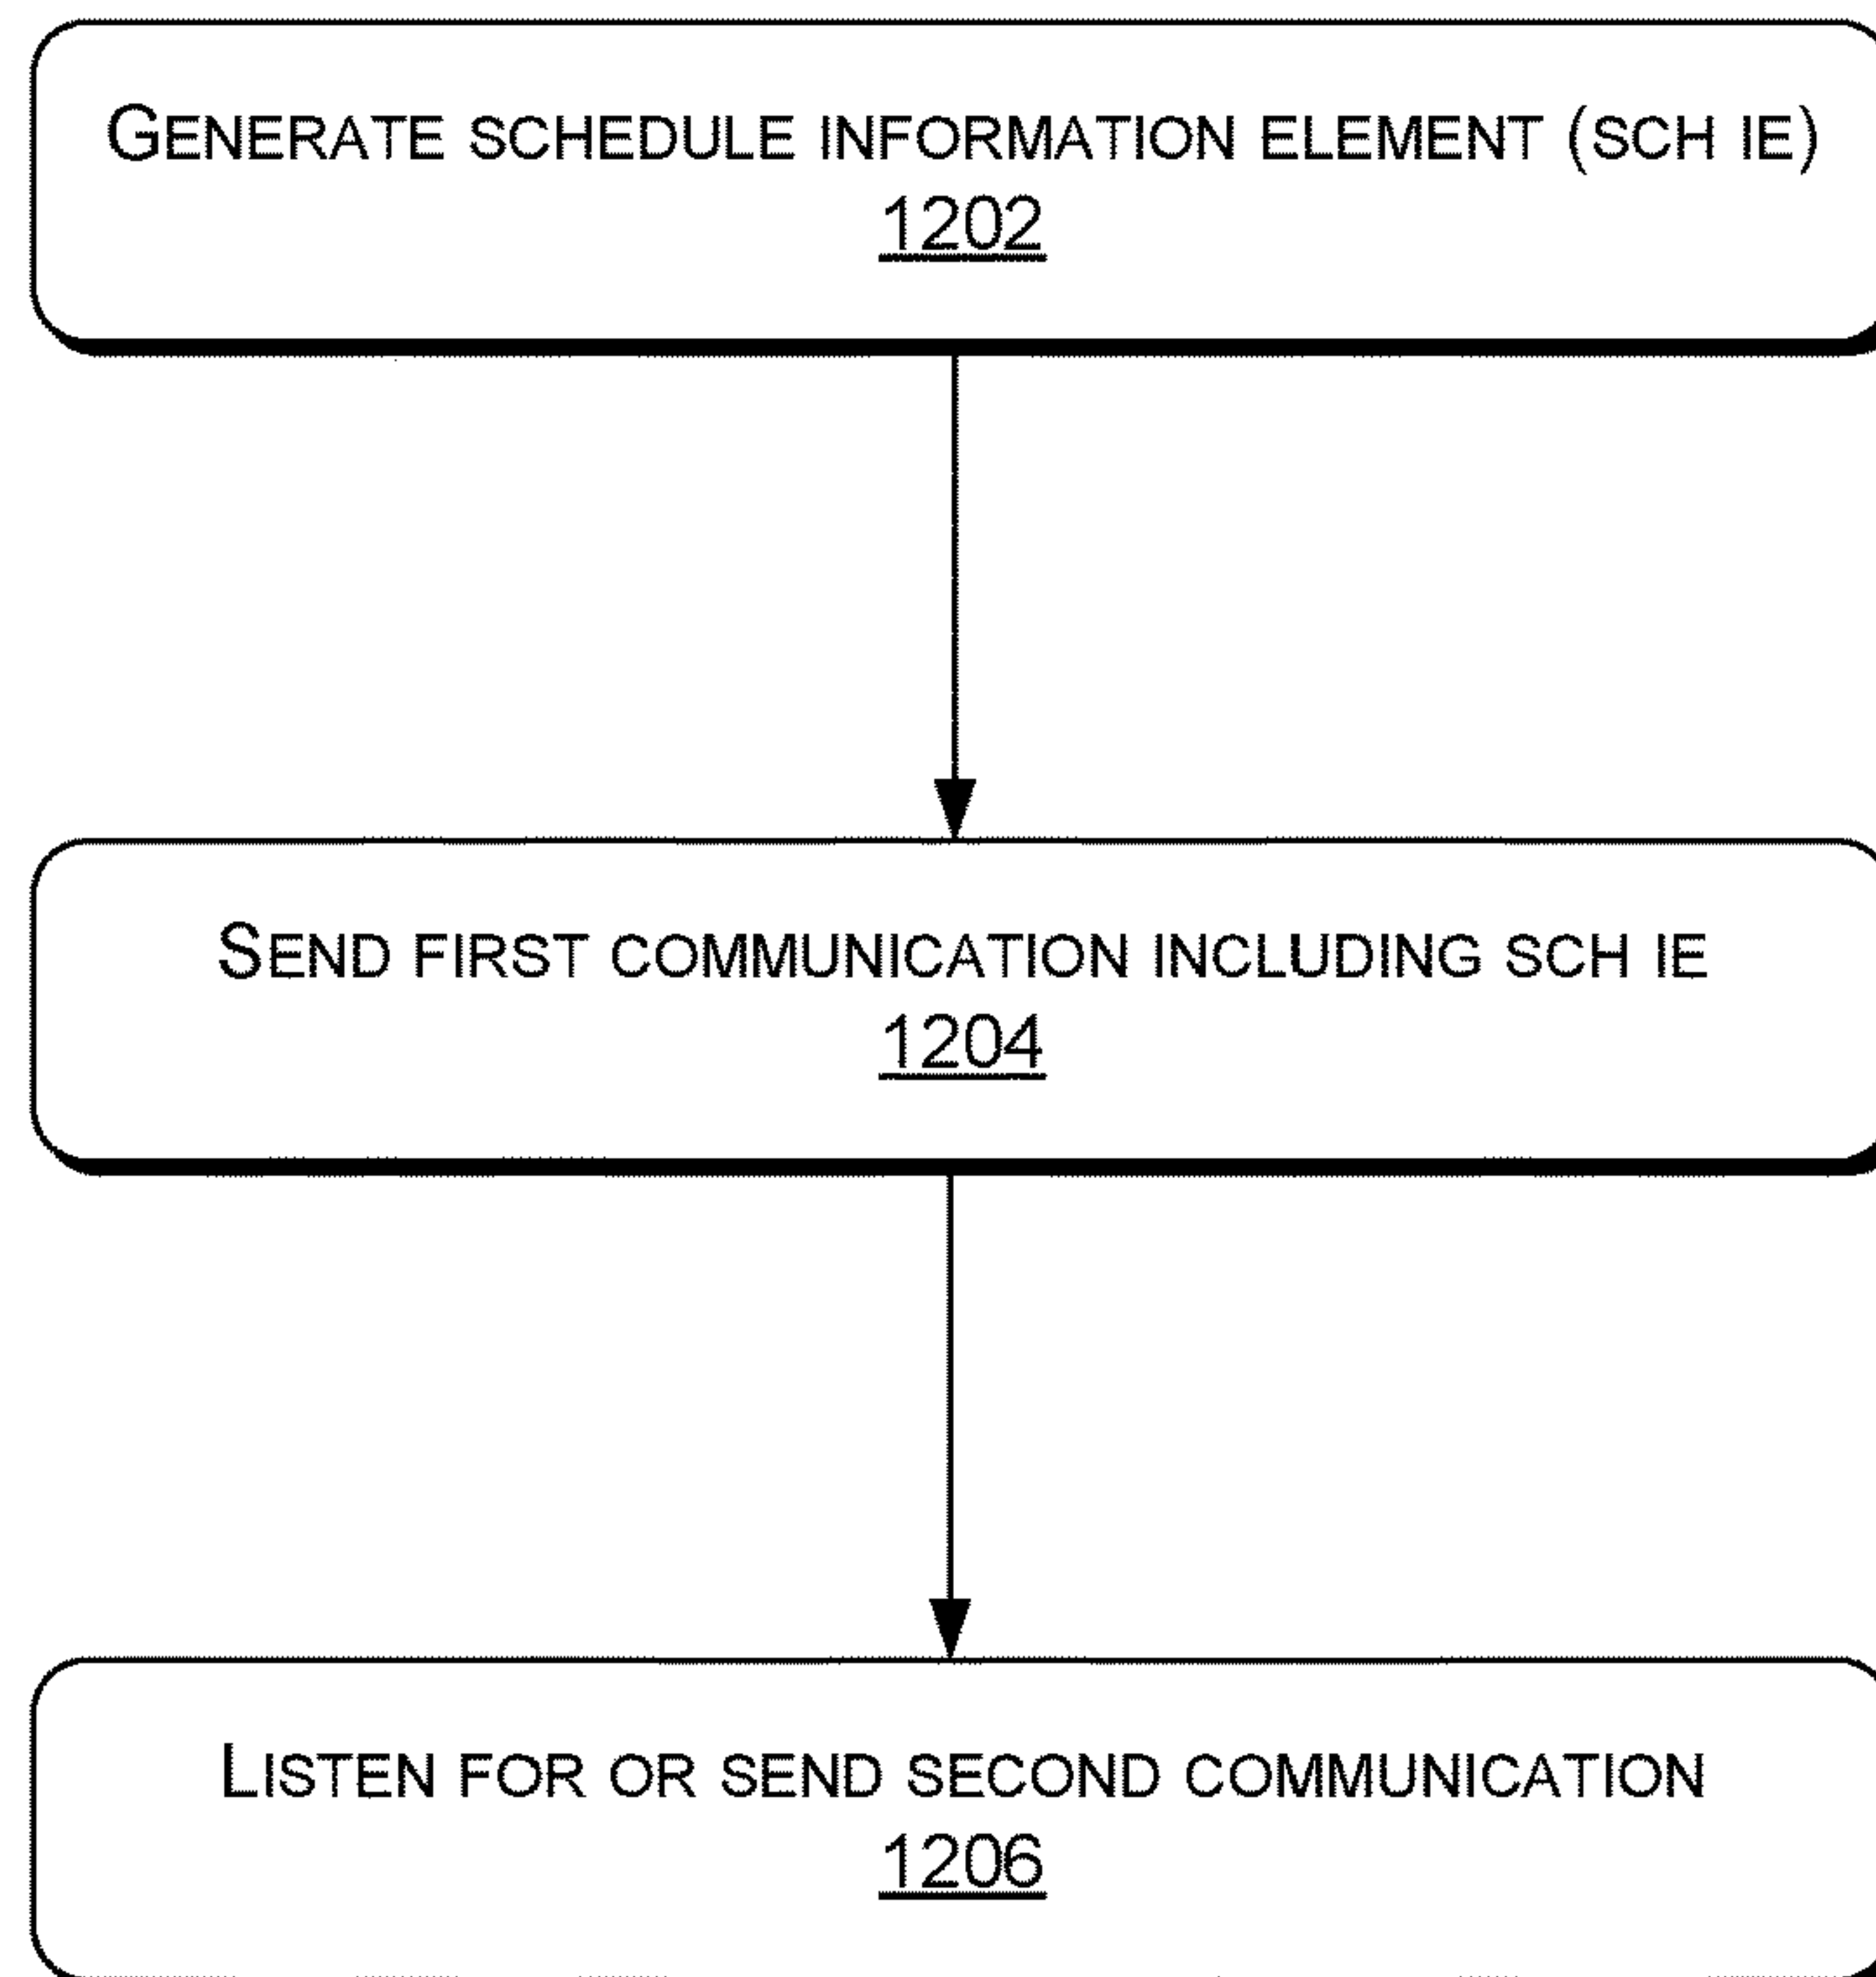 GENERATE SCHEDULE INFORMATION ELEMENT (SCH IE)
1202
SEND FIRST COMMUNICATION INCLUDING SCH IE
1204
LISTEN FOR OR SEND SECOND COMMUNICATION
1206